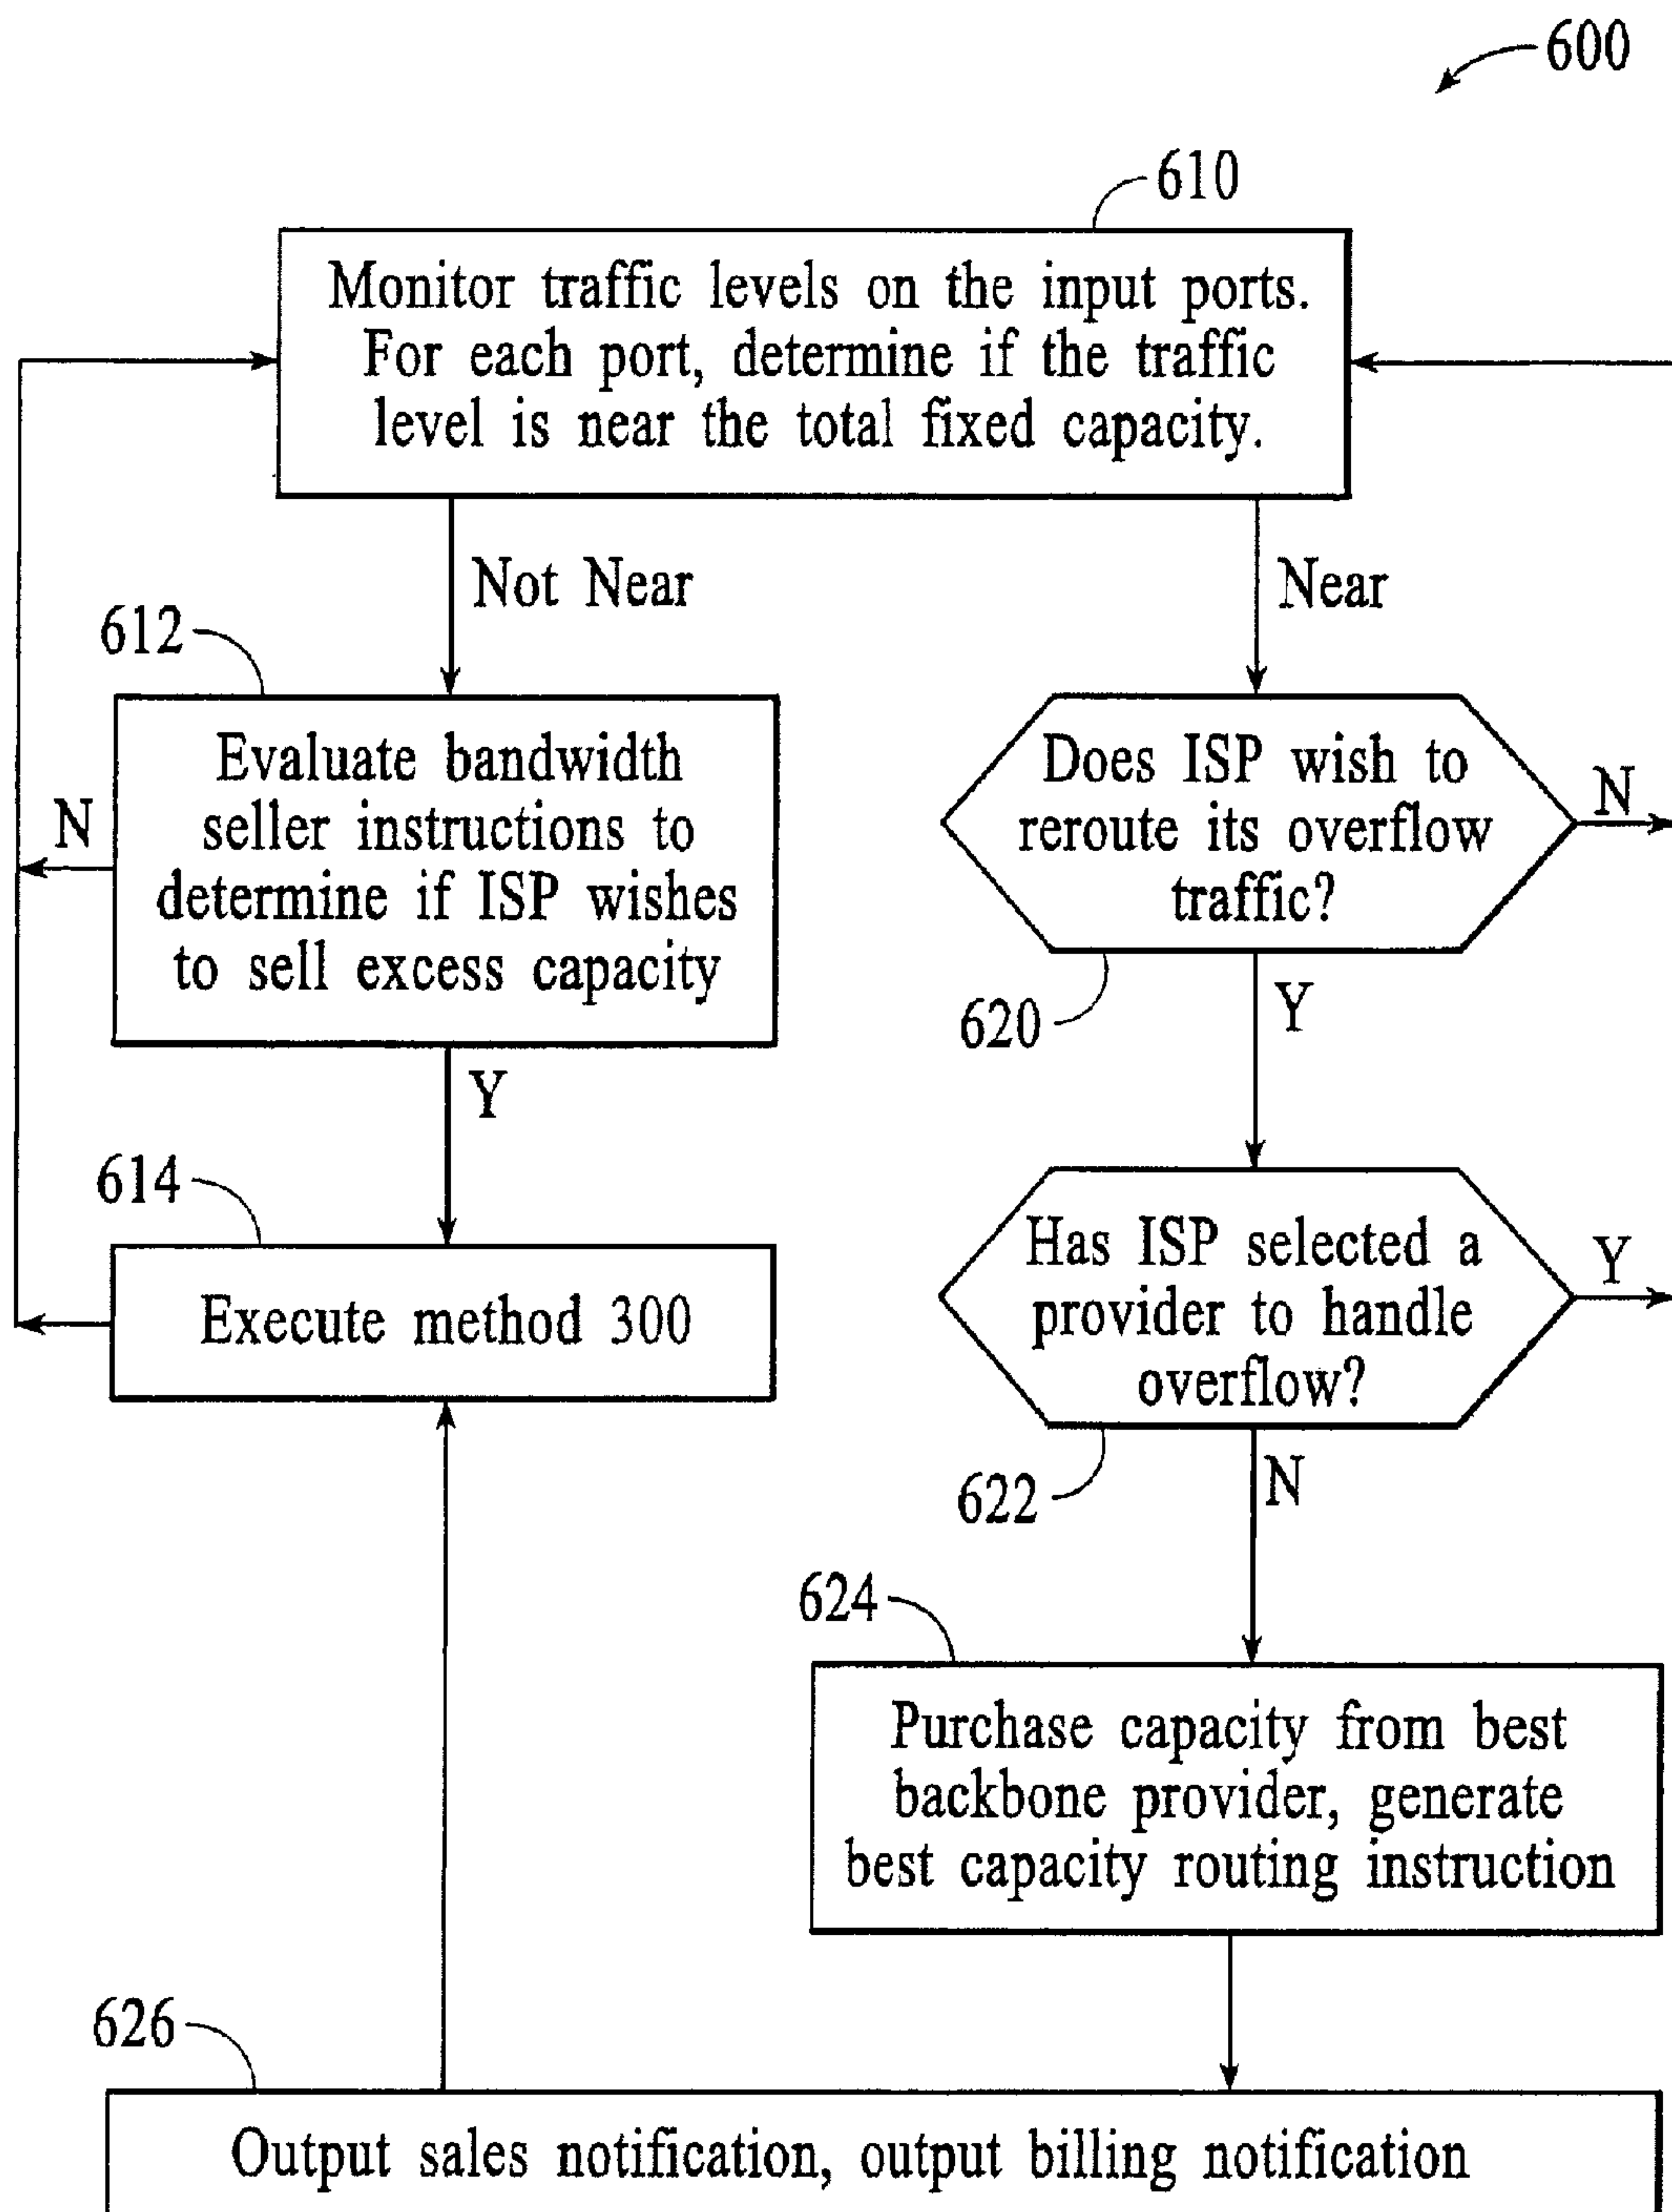 600
610
Monitor traffic levels on the input ports.
For each port, determine if the traffic
level is near the total fixed capacity.
Not Near
Near
612
Evaluate bandwidth
seller instructions to
determine if ISP wishes
to sell excess capacity
N
Y
Does ISP wish to
reroute its overflow
traffic?
N
620
Y
614
Execute method 300
Has ISP selected a
provider to handle
overflow?
Y
622
N
624
Purchase capacity from best
backbone provider, generate
best capacity routing instruction
626
Output sales notification, output billing notification